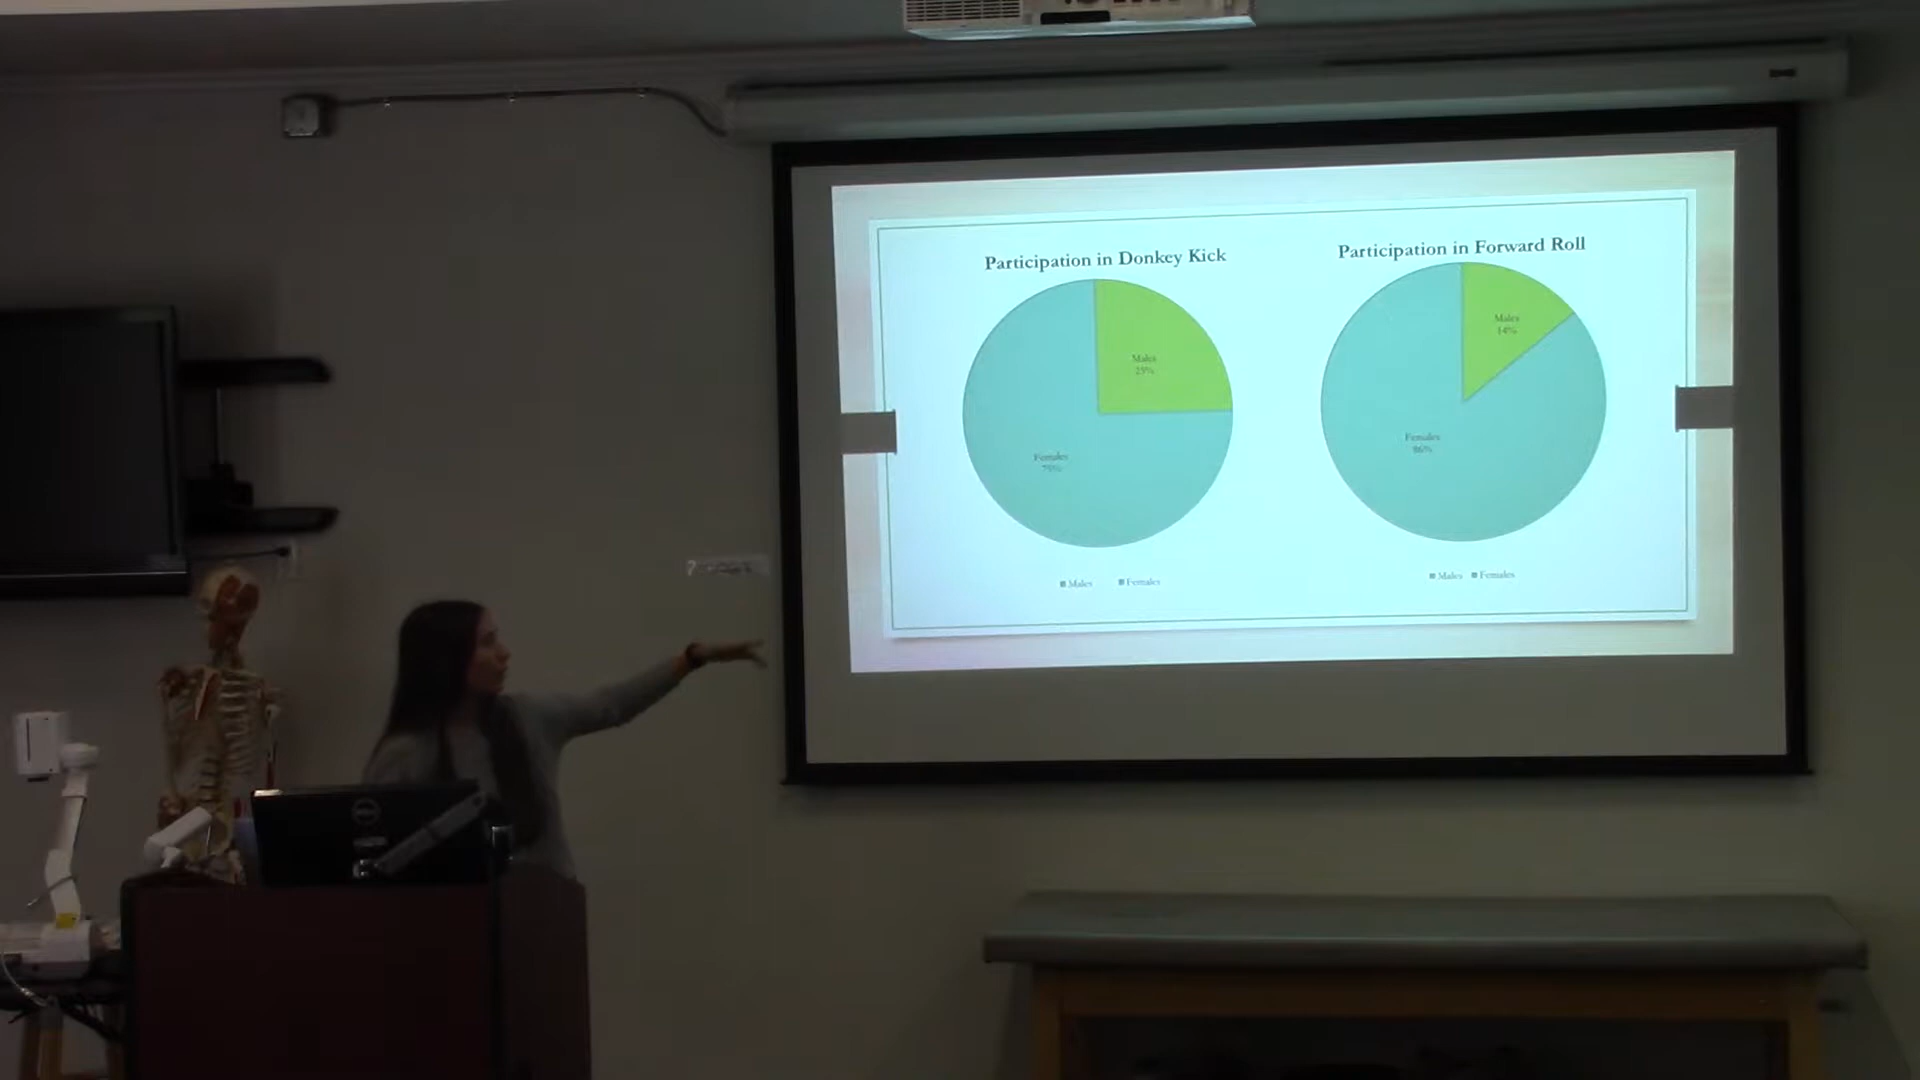 Participation in Donkey Kick
Males
25%
Females
75%
Males Females
Participation in Forward Roll
Males
14%
Females
86%
Males Females
DELL